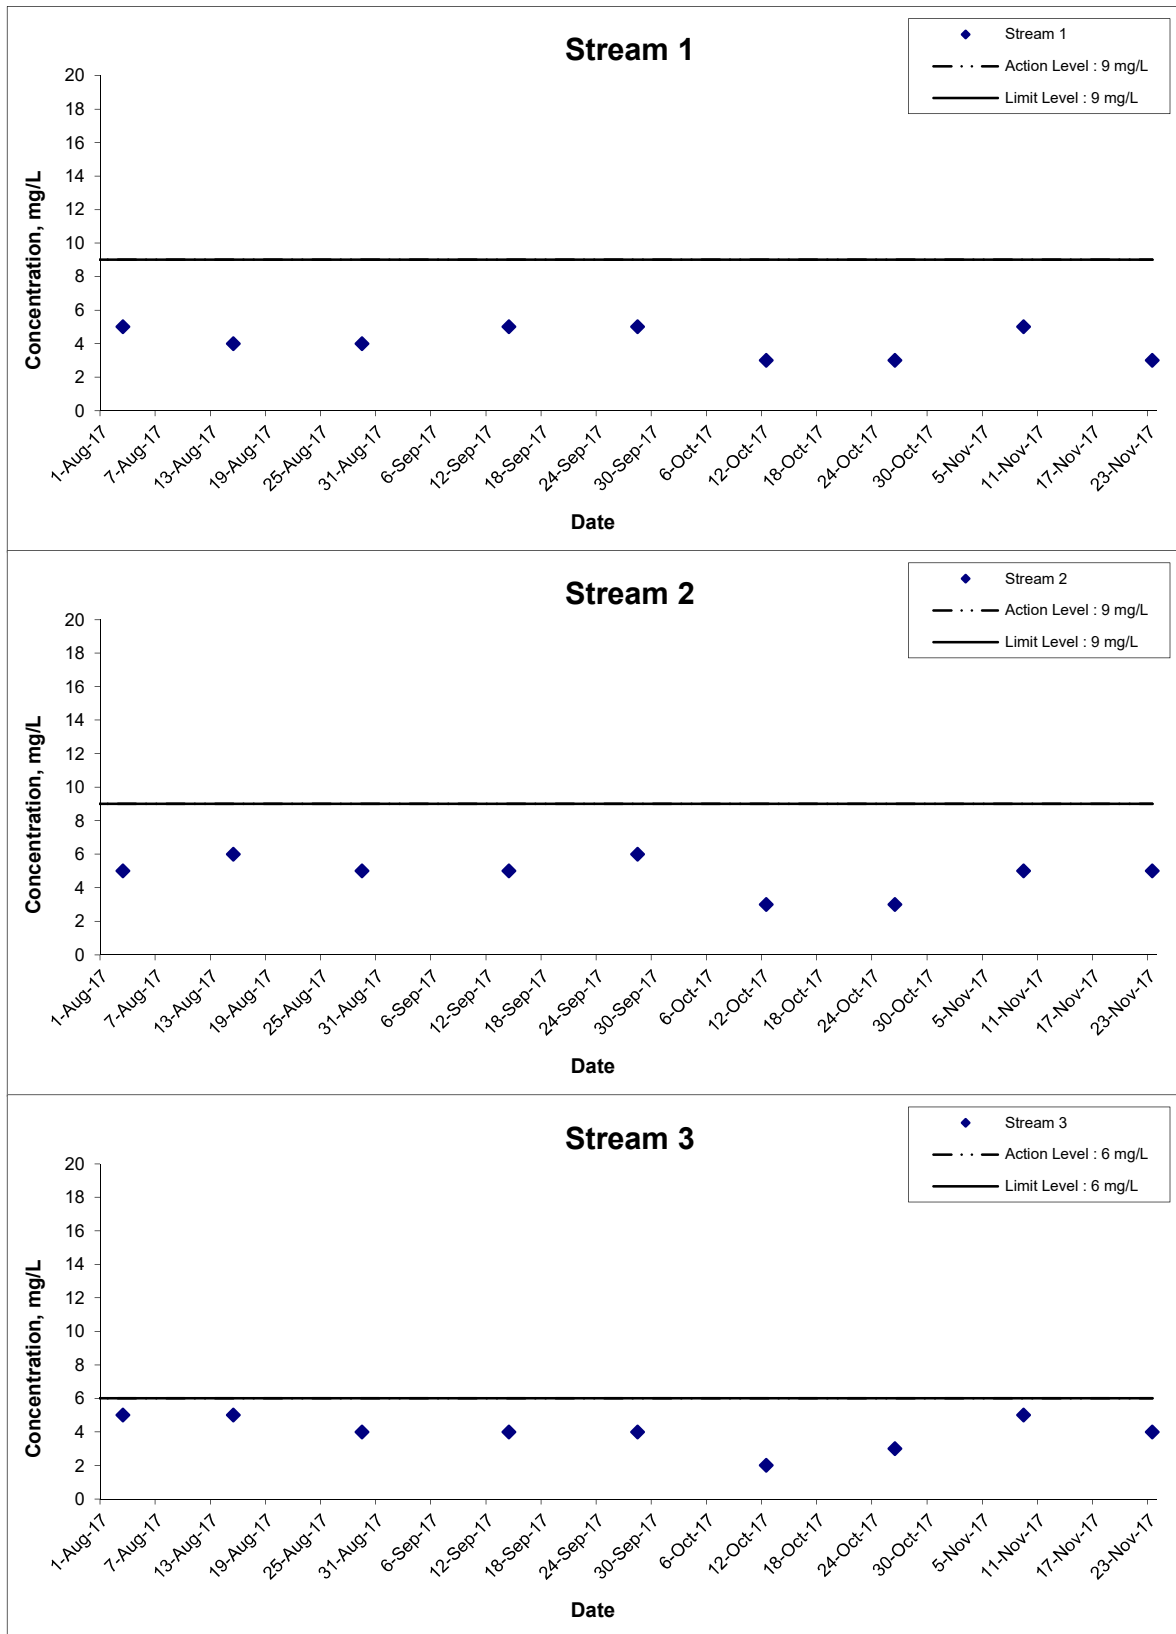 Stream 1
Stream 1
Action Level : 9 mg/L
Limit Level : 9 mg/L
Concentration, mg/L
20
18
16
14
12
10
8
6
4
2
0
1-Aug-17 7-Aug-17 13-Aug-17 19-Aug-17 25-Aug-17 31-Aug-17 6-Sep-17 12-Sep-17 18-Sep-17 24-Sep-17 30-Sep-17 6-Oct-17 12-Oct-17 18-Oct-17 24-Oct-17 30-Oct-17 5-Nov-17 11-Nov-17 17-Nov-17 23-Nov-17
Date
Stream 2
Stream 2
Action Level : 9 mg/L
Limit Level : 9 mg/L
Concentration, mg/L
20
18
16
14
12
10
8
6
4
2
0
1-Aug-17 7-Aug-17 13-Aug-17 19-Aug-17 25-Aug-17 31-Aug-17 6-Sep-17 12-Sep-17 18-Sep-17 24-Sep-17 30-Sep-17 6-Oct-17 12-Oct-17 18-Oct-17 24-Oct-17 30-Oct-17 5-Nov-17 11-Nov-17 17-Nov-17 23-Nov-17
Date
Stream 3
Stream 3
Action Level : 6 mg/L
Limit Level : 6 mg/L
Concentration, mg/L
20
18
16
14
12
10
8
6
4
2
0
1-Aug-17 7-Aug-17 13-Aug-17 19-Aug-17 25-Aug-17 31-Aug-17 6-Sep-17 12-Sep-17 18-Sep-17 24-Sep-17 30-Sep-17 6-Oct-17 12-Oct-17 18-Oct-17 24-Oct-17 30-Oct-17 5-Nov-17 11-Nov-17 17-Nov-17 23-Nov-17
Date